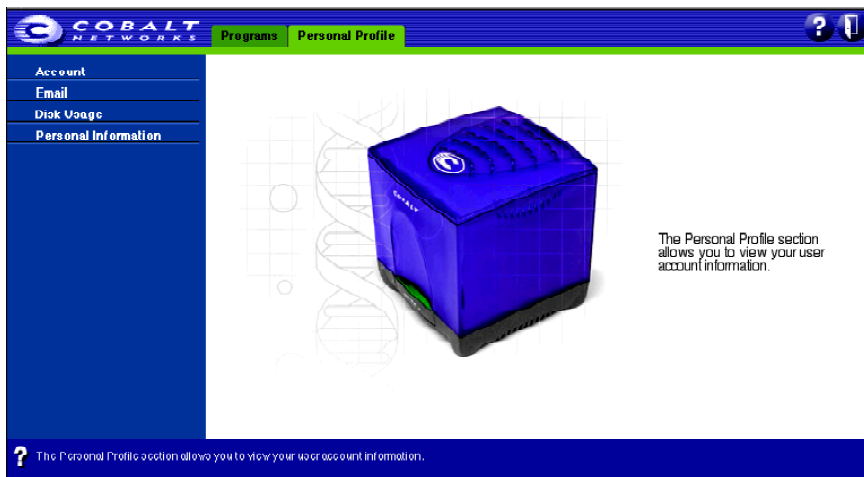 COBALT
NETWORKS
Programs
Personal Profile
?
Account
Email
Disk Usage
Personal Information
COBALT
The Personal Profile section
allows you to view your user
account information.
? The Personal Profile section allows you to view your user account information.